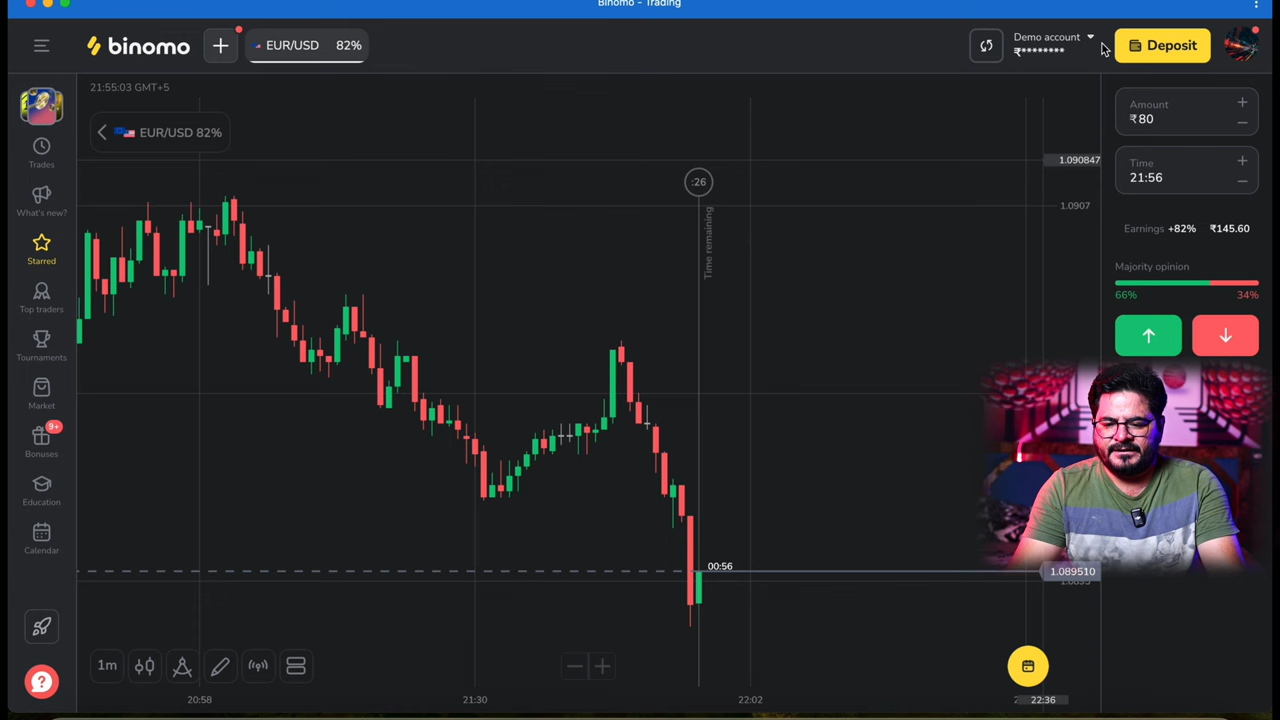 Binomo - Trading
binomo
+
EUR/USD 82%
Demo account
₹********
Deposit
21:55:03 GMT+5
EUR/USD 82%
Trades
What's new?
Starred
Top traders
Tournaments
Market
9+
Bonuses
Education
Calendar
:26
Time remaining
00:56
1.090847
1.0907
1.089510
Amount
₹80
Time
21:56
Earnings +82% ₹145.60
Majority opinion
66% 34%
1m
20:58
21:30
22:02
22:36